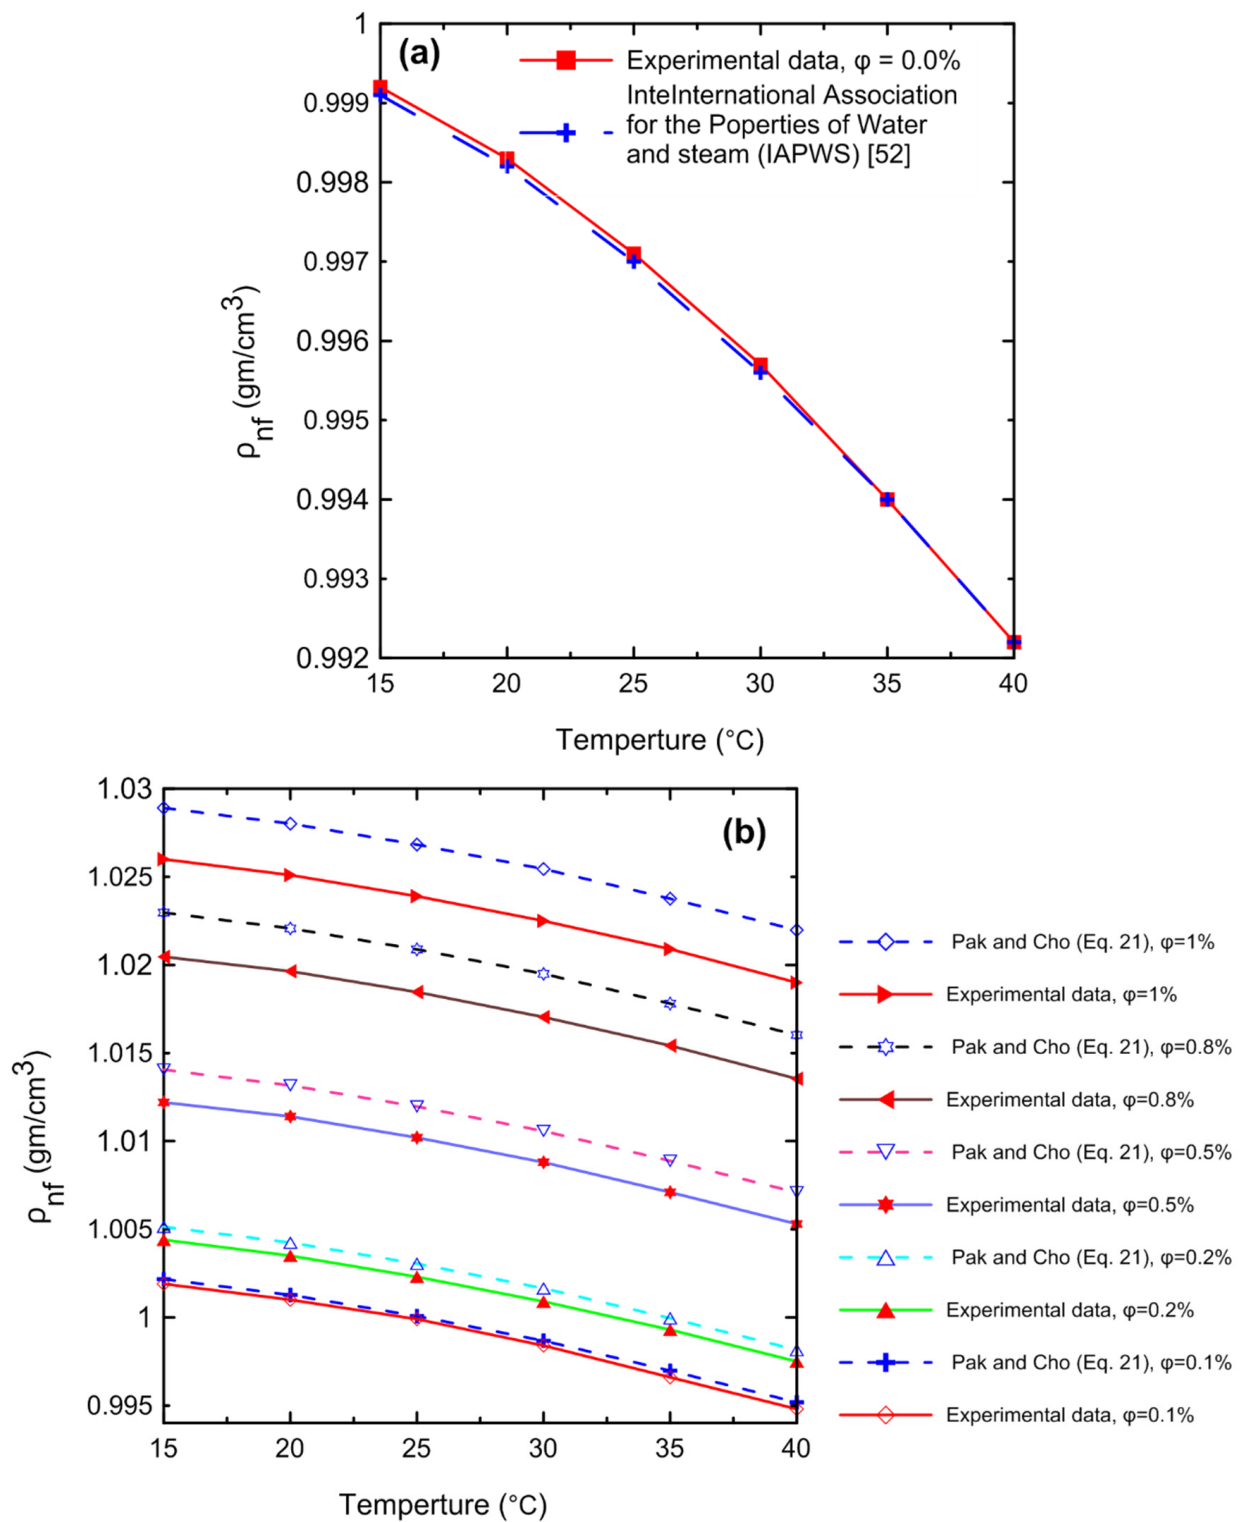 1
(a)
Experimental data, φ = 0.0%
InteInternational Association
for the Poperties of Water
and steam (IAPWS) [52]
0.999
0.998
0.997
0.996
0.995
0.994
0.993
0.992
ρnf (gm/cm3)
15 20 25 30 35 40
Temperture (°C)
1.03
(b)
1.025
1.02
1.015
1.01
1.005
1
0.995
ρnf (gm/cm3)
15 20 25 30 35 40
Temperture (°C)
Pak and Cho (Eq. 21), φ=1%
Experimental data, φ=1%
Pak and Cho (Eq. 21), φ=0.8%
Experimental data, φ=0.8%
Pak and Cho (Eq. 21), φ=0.5%
Experimental data, φ=0.5%
Pak and Cho (Eq. 21), φ=0.2%
Experimental data, φ=0.2%
Pak and Cho (Eq. 21), φ=0.1%
Experimental data, φ=0.1%